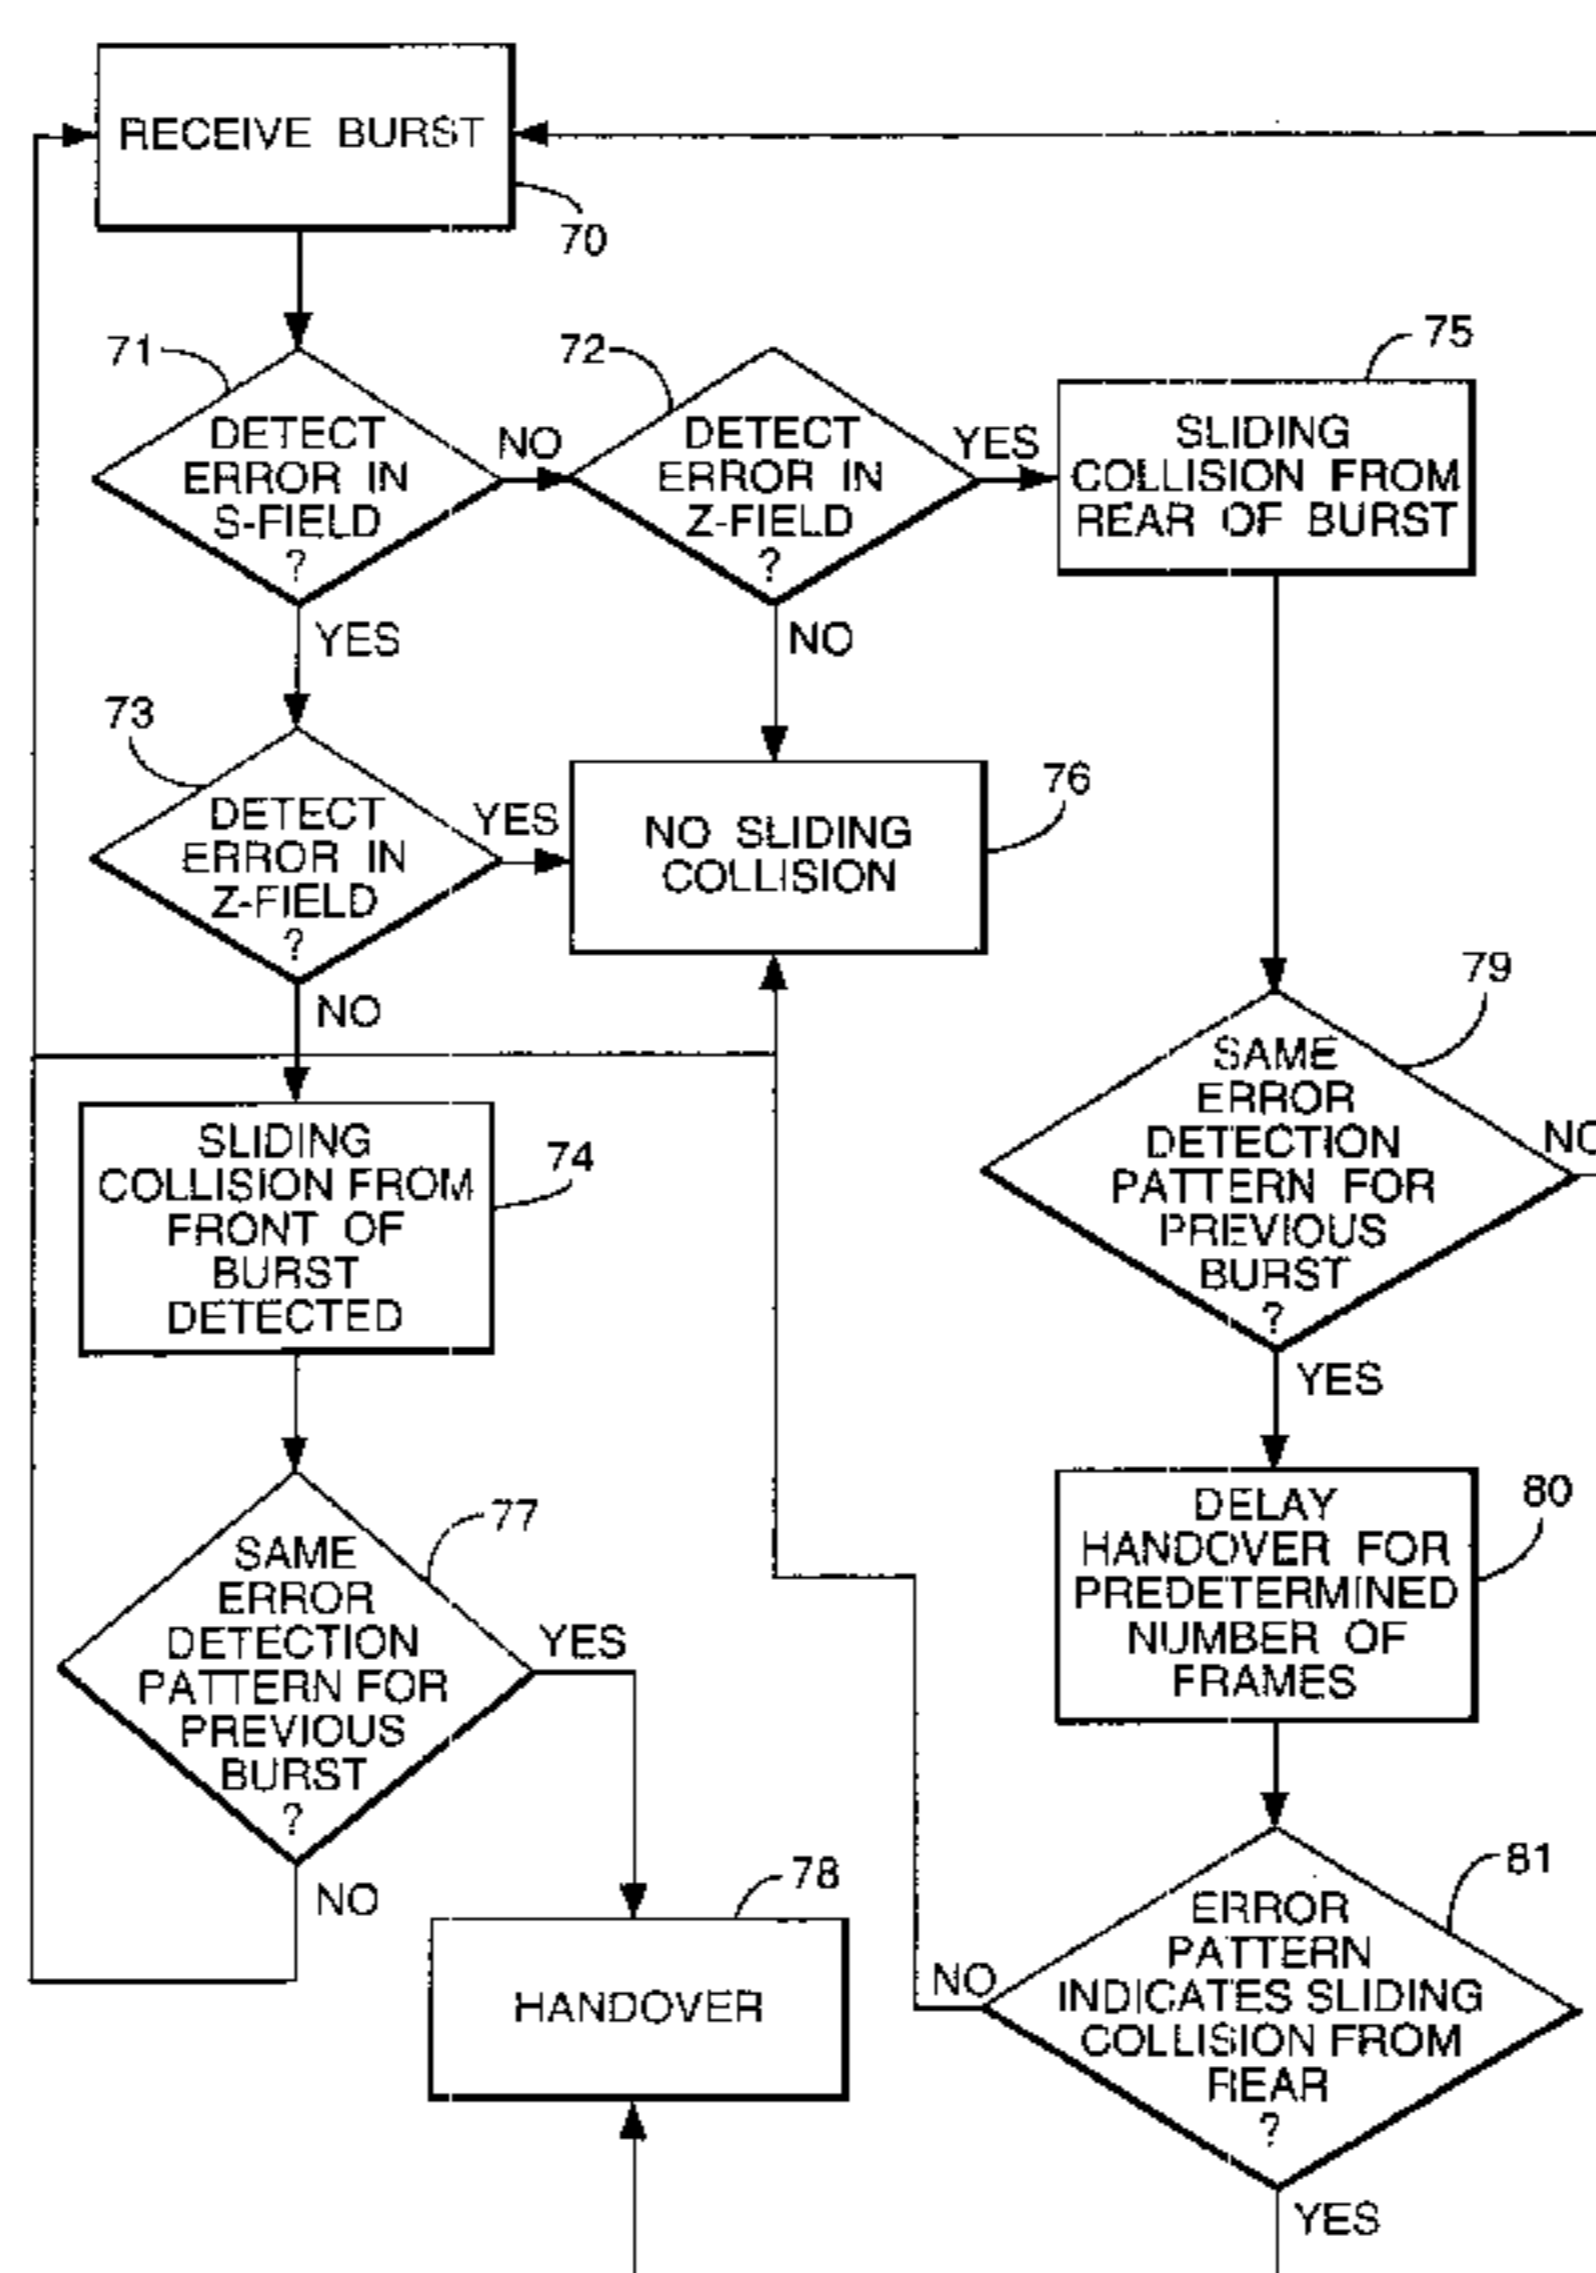 RECEIVE BURST
70
71
DETECT
ERROR IN
S-FIELD
?
NO
YES
72
DETECT
ERROR IN
Z-FIELD
?
YES
NO
75
SLIDING
COLLISION FROM
REAR OF BURST
73
DETECT
ERROR IN
Z-FIELD
?
YES
NO
76
NO SLIDING
COLLISION
74
SLIDING
COLLISION FROM
FRONT OF
BURST
DETECTED
79
SAME
ERROR
DETECTION
PATTERN FOR
PREVIOUS
BURST
?
NO
YES
77
SAME
ERROR
DETECTION
PATTERN FOR
PREVIOUS
BURST
?
YES
NO
80
DELAY
HANDOVER FOR
PREDETERMINED
NUMBER OF
FRAMES
78
HANDOVER
81
ERROR
PATTERN
INDICATES SLIDING
COLLISION FROM
REAR
?
NO
YES